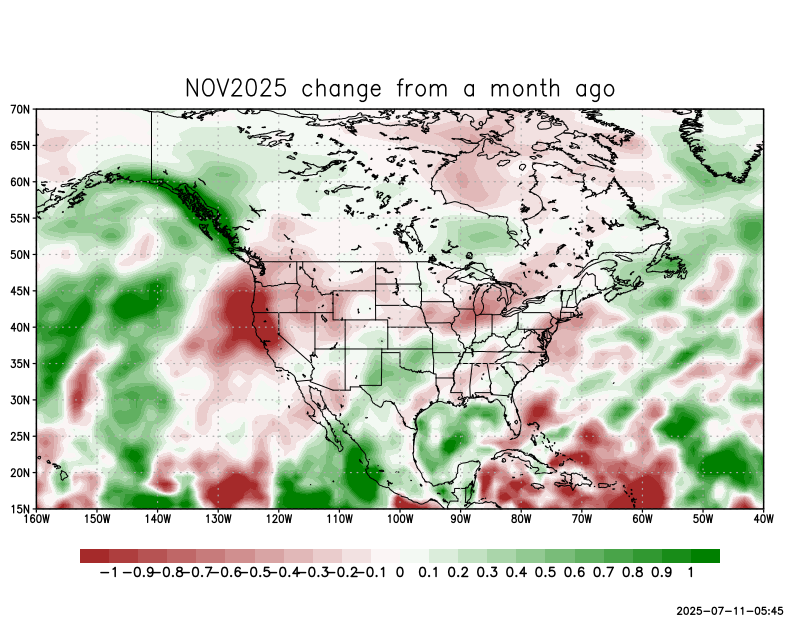 NOV2025 change from a month ago
70N
65N
60N
55N
50N
45N
40N
35N
30N
25N
20N
15N
160W 150W 140W 130W 120W 110W 100W 90W 80W 70W 60W 50W 40W
-1 -0.9 -0.8 -0.7 -0.6 -0.5 -0.4 -0.3 -0.2 -0.1 0 0.1 0.2 0.3 0.4 0.5 0.6 0.7 0.8 0.9 1
2025-07-11-05:45